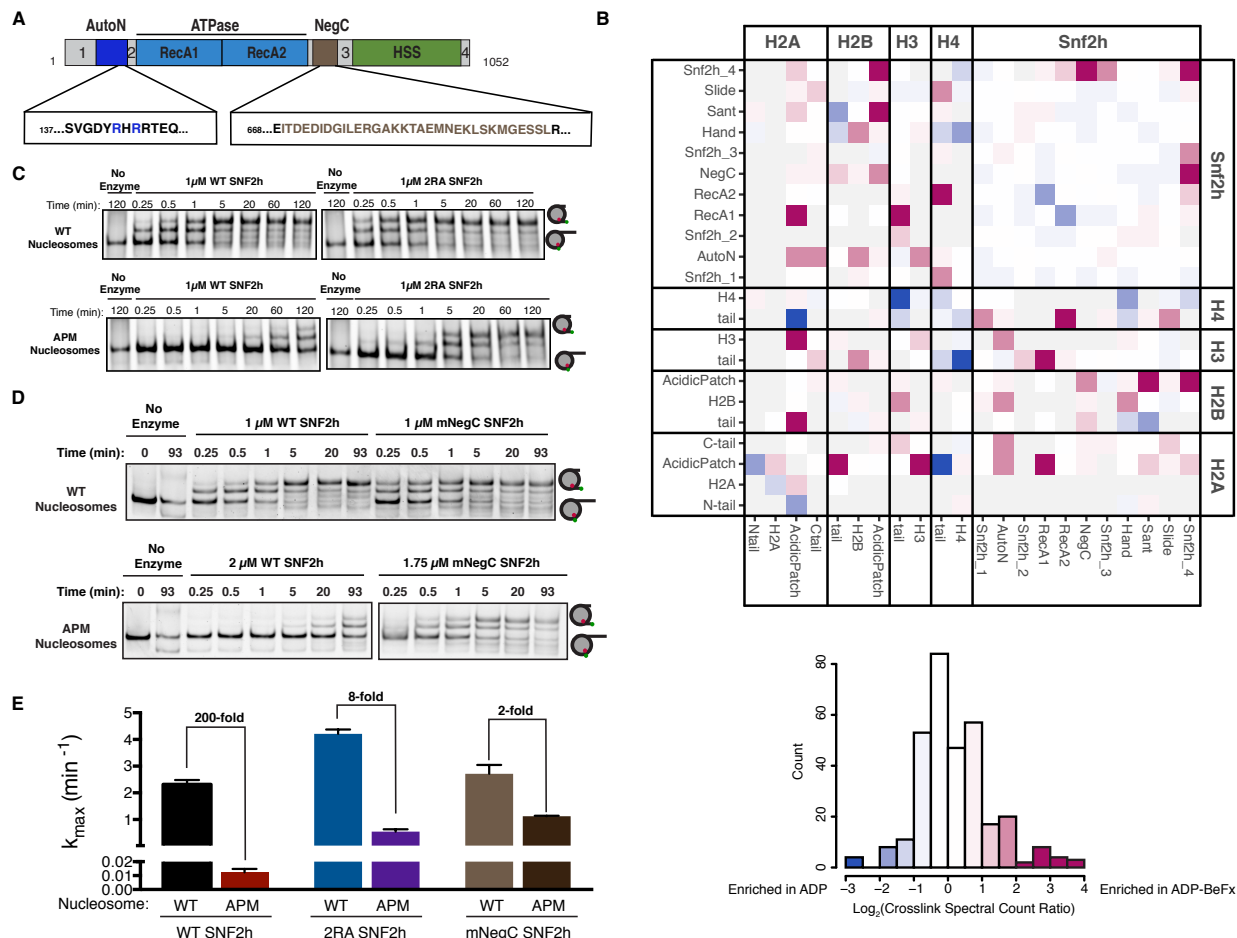 A
AutoN
ATPase
NegC
1
1
2
RecA1
RecA2
3
HSS
4
1052
137...SVGDYRHRRTEQ...
668...EITDEDIDGILERGAKKTAEMNEKLSKMGESSLR...
B
H2A
H2B
H3
H4
Snf2h
Snf2h_4
Slide
Sant
Hand
Snf2h_3
NegC
RecA2
RecA1
Snf2h_2
AutoN
Snf2h_1
H4
tail
H3
tail
AcidicPatch
H2B
tail
C-tail
AcidicPatch
H2A
N-tail
Snf2h
H4
H3
H2B
H2A
Ntail
H2A
AcidicPatch
Ctail
tail
H2B
AcidicPatch
tail
H3
tail
H4
Snf2h_1
AutoN
Snf2h_2
RecA1
RecA2
NegC
Snf2h_3
Hand
Sant
Slide
Snf2h_4
Count
0 20 40 60 80
−3 −2 −1 0 1 2 3 4
Enriched in ADP
Enriched in ADP-BeFx
Log2(Crosslink Spectral Count Ratio)
C
No Enzyme
1µM WT SNF2h
No Enzyme
1µM 2RA SNF2h
Time (min): 120 0.25 0.5 1 5 20 60 120 120 0.25 0.5 1 5 20 60 120
WT
Nucleosomes
No Enzyme
1µM WT SNF2h
No Enzyme
1µM 2RA SNF2h
Time (min): 120 0.25 0.5 1 5 20 60 120 120 0.25 0.5 1 5 20 60 120
APM
Nucleosomes
D
No
Enzyme
1 µM WT SNF2h
1 µM mNegC SNF2h
Time (min): 0 93 0.25 0.5 1 5 20 93 0.25 0.5 1 5 20 93
WT
Nucleosomes
No
Enzyme
2 µM WT SNF2h
1.75 µM mNegC SNF2h
Time (min): 0 93 0.25 0.5 1 5 20 93 0.25 0.5 1 5 20 93
APM
Nucleosomes
E
200-fold
8-fold
2-fold
kmax (min-1)
5
4
3
2
1
0.02
0.01
0.00
Nucleosome: WT APM WT APM WT APM
WT SNF2h
2RA SNF2h
mNegC SNF2h